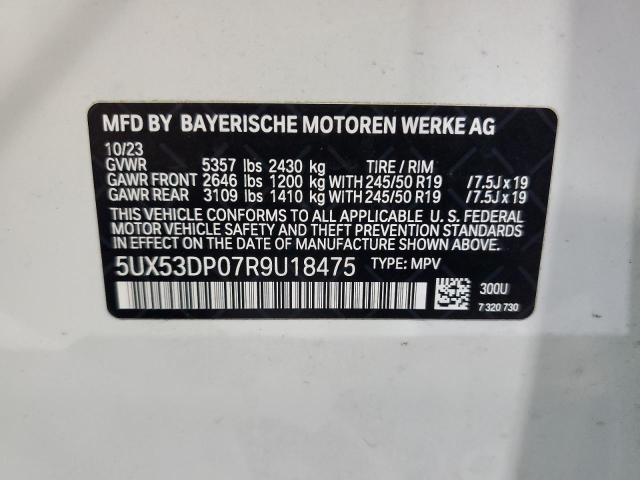 MFD BY BAYERISCHE MOTOREN WERKE AG
10/23
GVWR 5357 lbs 2430 kg TIRE / RIM
GAWR FRONT 2646 lbs 1200 kg WITH 245/50 R19 /7.5J x 19
GAWR REAR 3109 lbs 1410 kg WITH 245/50 R19 /7.5J x 19
THIS VEHICLE CONFORMS TO ALL APPLICABLE U. S. FEDERAL
MOTOR VEHICLE SAFETY AND THEFT PREVENTION
STANDARDS IN EFFECT ON THE DATE OF MANUFACTURE SHOWN ABOVE.
5UX53DP07R9U18475 TYPE: MPV
300U
7 320 730